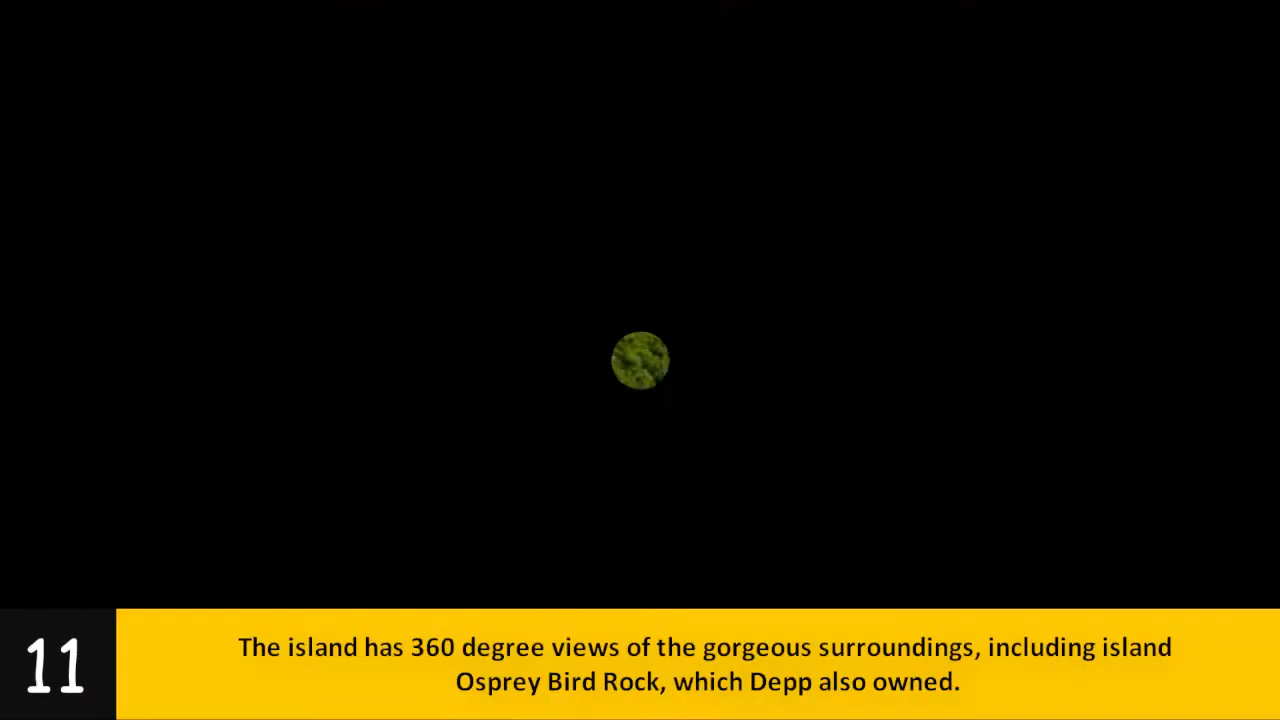 11
The island has 360 degree views of the gorgeous surroundings, including island
Osprey Bird Rock, which Depp also owned.